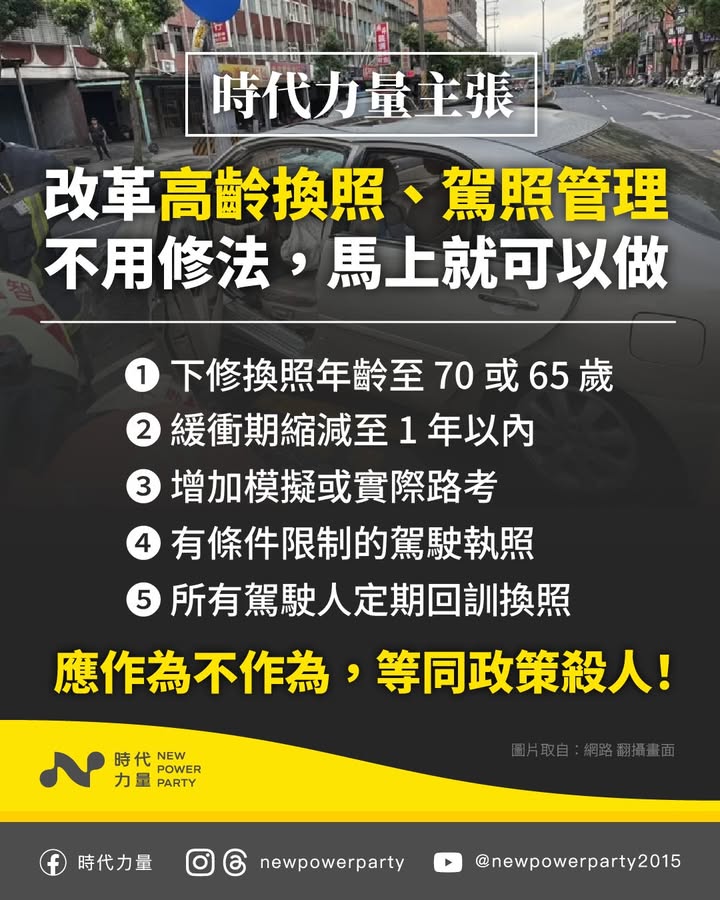 時代力量主張
改革高齡換照、駕照管理
不用修法，馬上就可以做
❶ 下修換照年齡至 70 或 65 歲
❷ 緩衝期縮減至 1 年以內
❸ 增加模擬或實際路考
❹ 有條件限制的駕駛執照
❺ 所有駕駛人定期回訓換照
應作為不作為，等同政策殺人！
圖片取自：網路 翻攝畫面
時代力量
NEW POWER PARTY
時代力量
newpowerparty
@newpowerparty2015